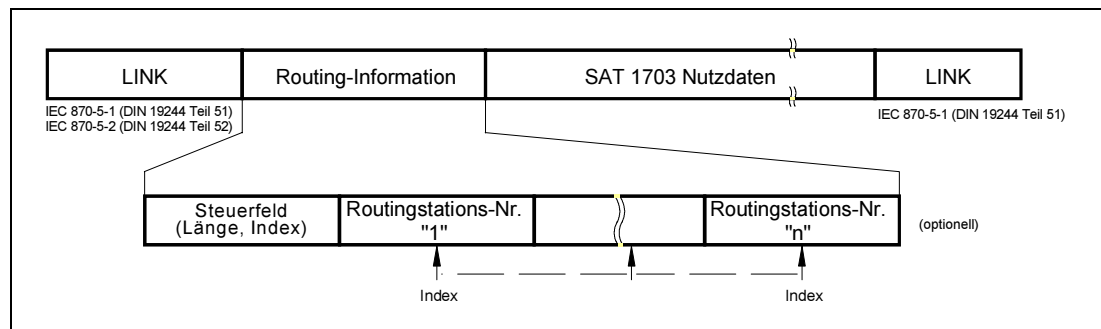 LINK
Routing-Information
SAT 1703 Nutzdaten
LINK
IEC 870-5-1 (DIN 19244 Teil 51)
IEC 870-5-2 (DIN 19244 Teil 52)
IEC 870-5-1 (DIN 19244 Teil 51)
Steuerfeld
(Länge, Index)
Routingstations-Nr.
"1"
Routingstations-Nr.
"n"
(optionell)
Index
Index